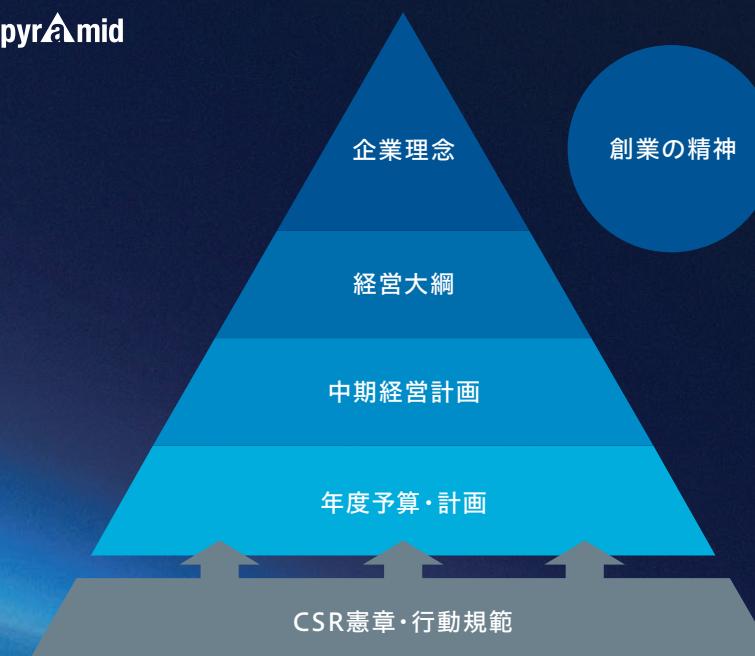 pyramid
企業理念
創業の精神
経営大綱
中期経営計画
年度予算・計画
CSR憲章・行動規範